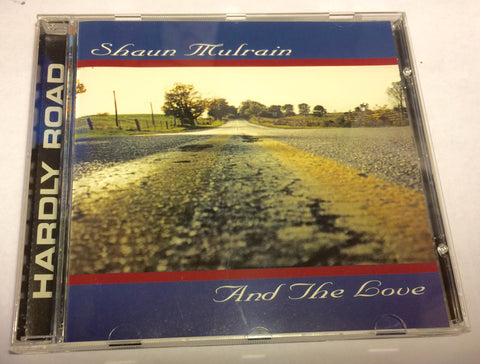 Shaun Mulrain
HARDLY ROAD
And The Love